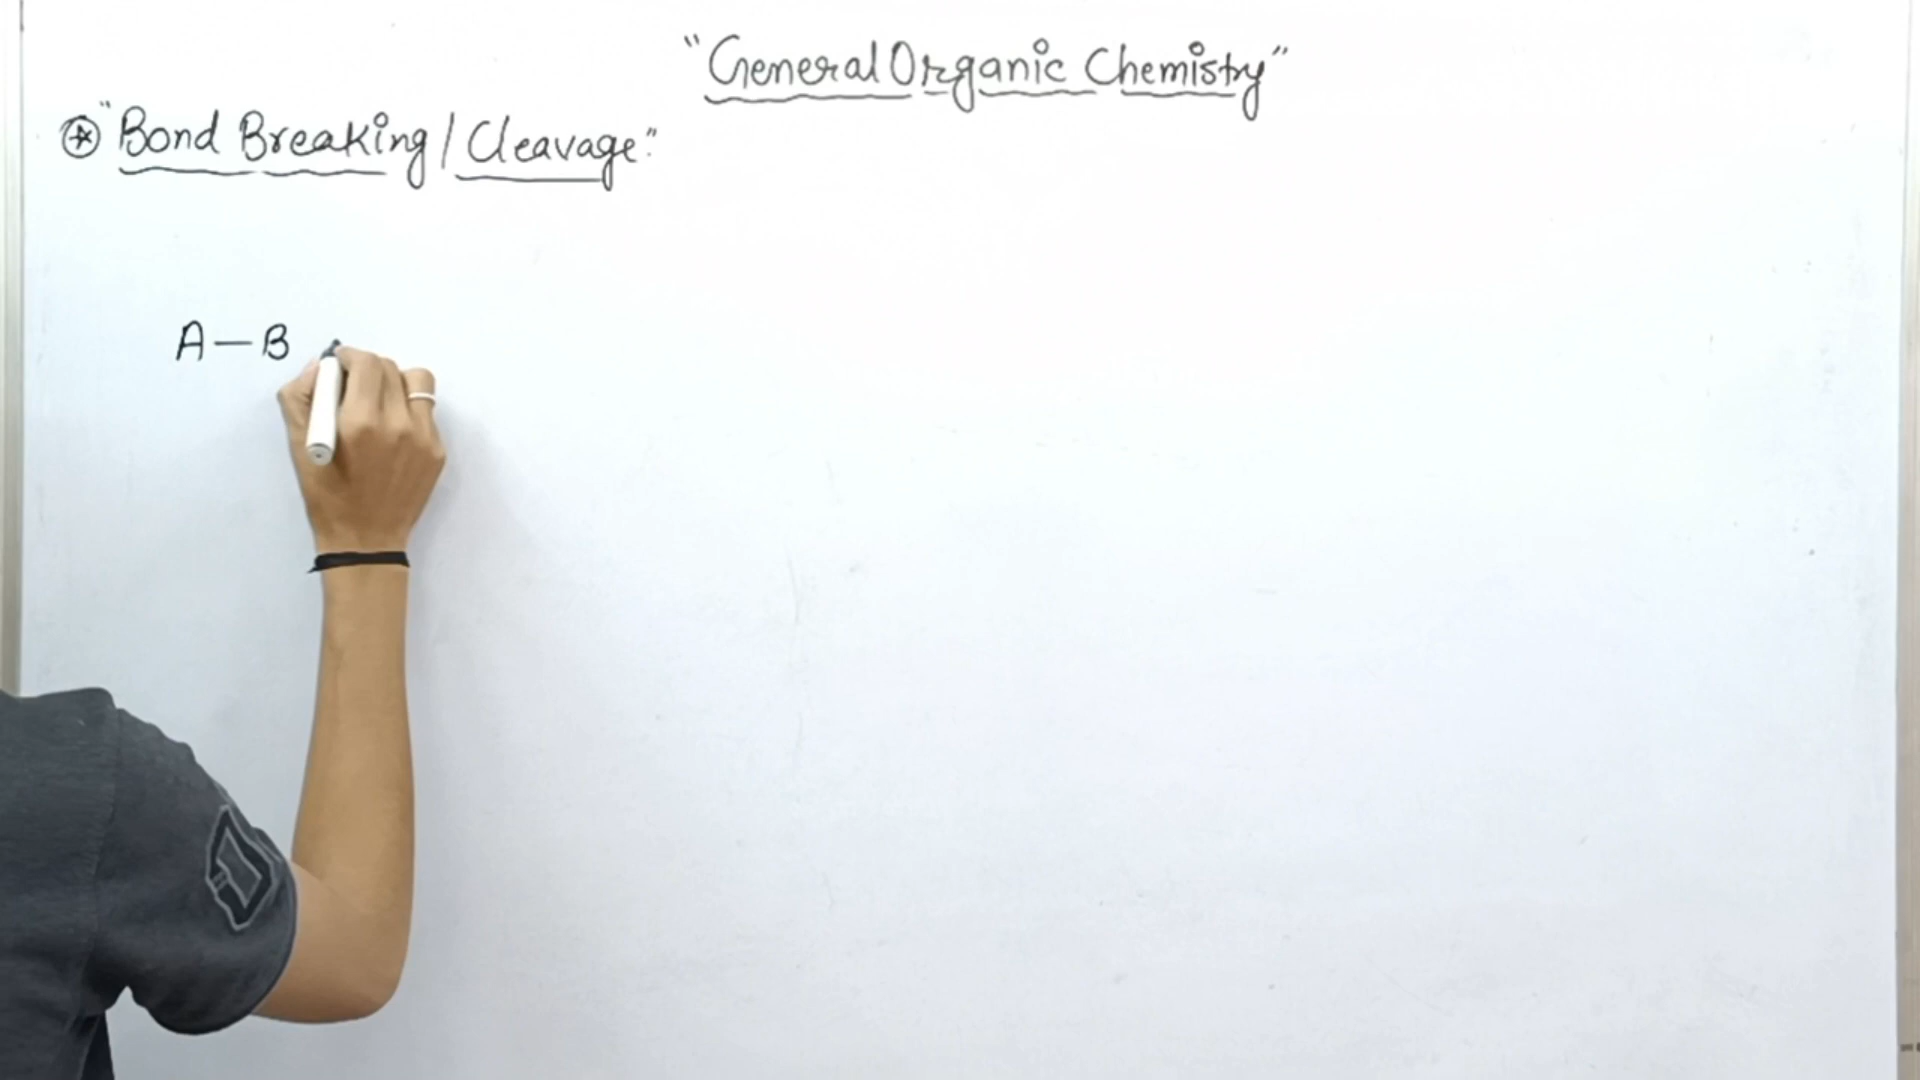 "General Organic Chemistry"
"Bond Breaking / Cleavage"
A — B